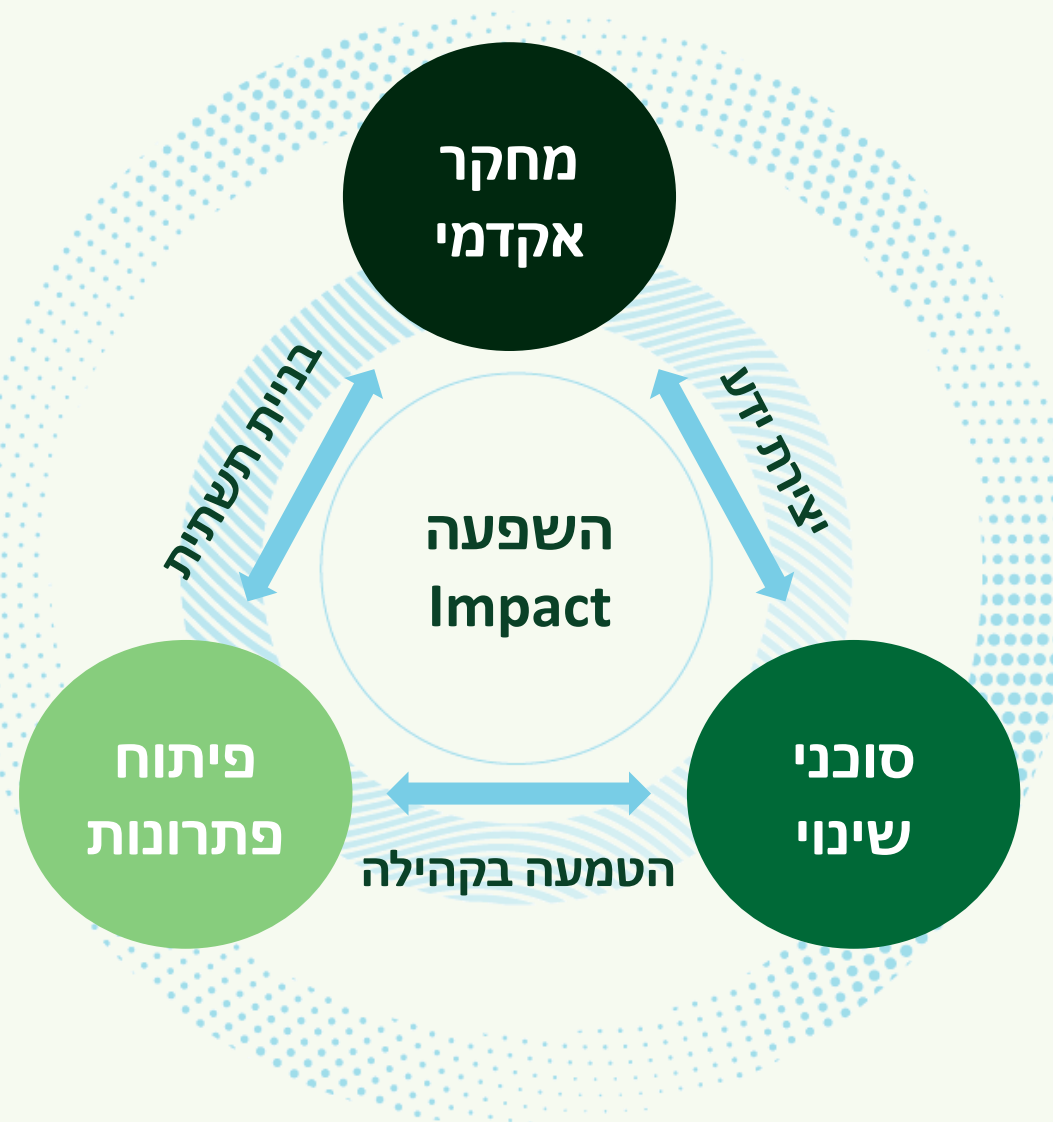 מחקר
אקדמי
יצירת ידע
בניית תשתית
השפעה
Impact
סוכני
שינוי
פיתוח
פתרונות
הטמעה בקהילה